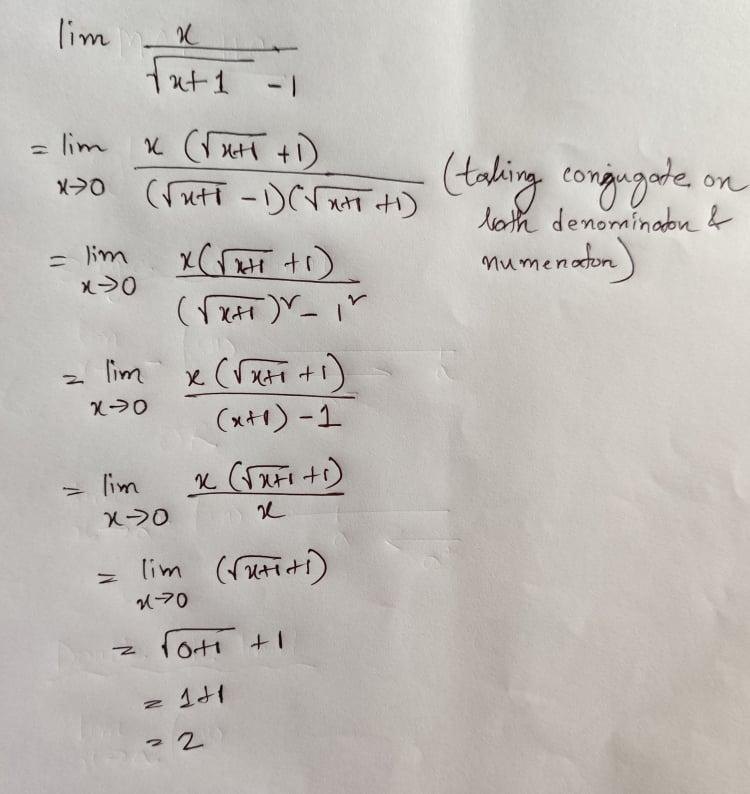 lim x / (√(x+1) - 1)
= lim x→0 x (√(x+1) + 1) / (√(x+1) - 1)(√(x+1) + 1) (taking conjugate on both denominator & numerator)
= lim x→0 x(√(x+1) + 1) / (√(x+1))² - 1²
= lim x→0 x (√(x+1) + 1) / (x+1) - 1
= lim x→0 x (√(x+1) + 1) / x
= lim x→0 (√(x+1) + 1)
= √(0+1) + 1
= 1+1
= 2